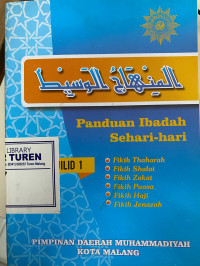 المنهاج الوسيط
Panduan Ibadah
Sehari-hari
LIBRARY
TUREN
JILID 1
Fikih Thaharah
Fikih Shalat
Fikih Zakat
Fikih Puasa
Fikih Haji
Fikih Jenazah
PIMPINAN DAERAH MUHAMMADIYAH
KOTA MALANG